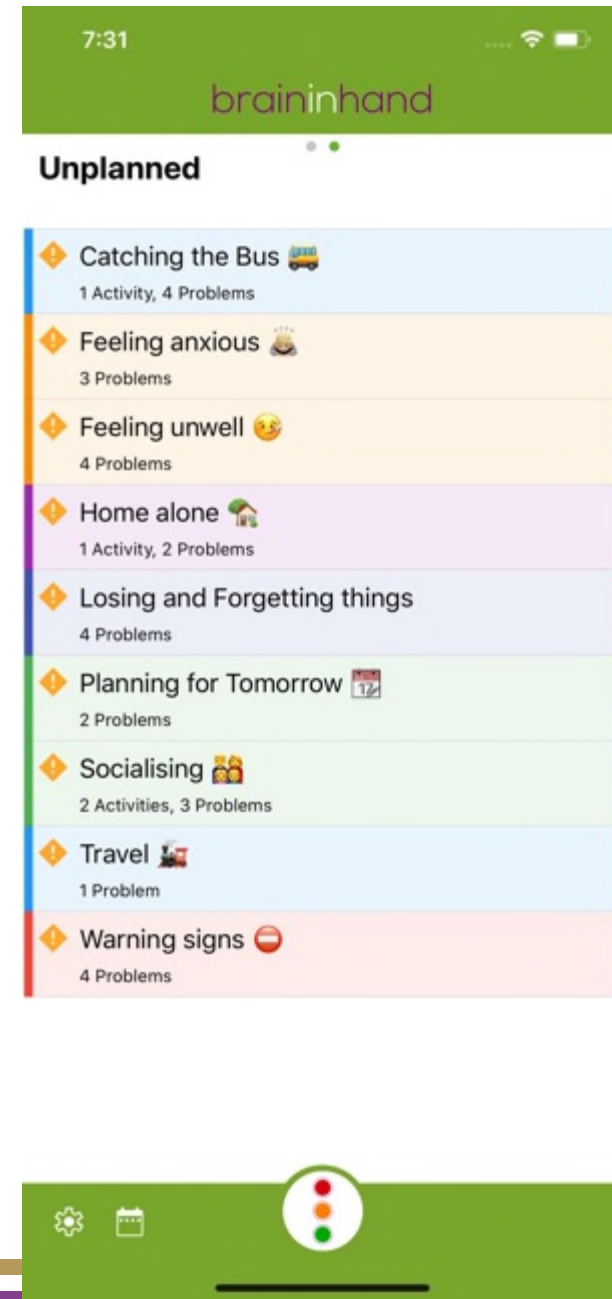 7:31
braininhand
Unplanned
Catching the Bus 🚌
1 Activity, 4 Problems
Feeling anxious 🙇🏼
3 Problems
Feeling unwell 🤒
4 Problems
Home alone 🏡
1 Activity, 2 Problems
Losing and Forgetting things
4 Problems
Planning for Tomorrow 📆
2 Problems
Socialising 👭
2 Activities, 3 Problems
Travel 🚂
1 Problem
Warning signs ⛔
4 Problems